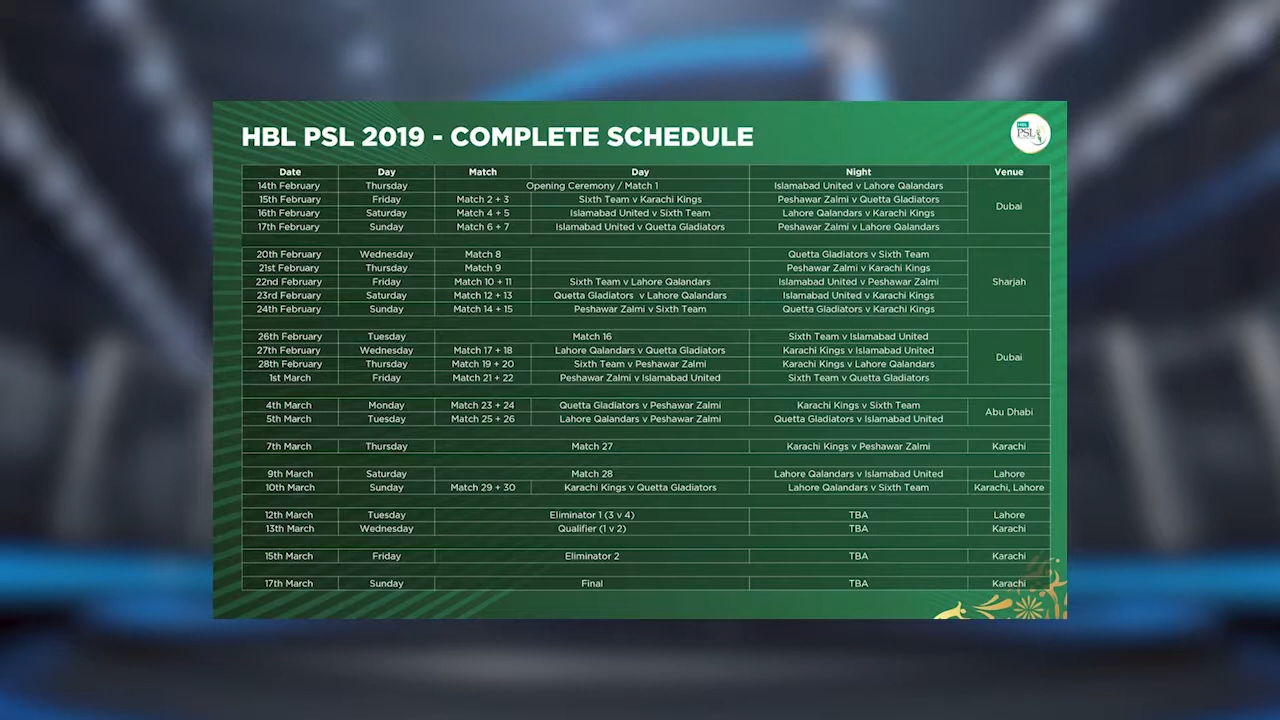 HBL PSL 2019 - COMPLETE SCHEDULE
HBL
PSL
Date Day Match Day Night Venue
14th February Thursday Opening Ceremony / Match 1 Islamabad United v Lahore Qalandars
15th February Friday Match 2 + 3 Sixth Team v Karachi Kings Peshawar Zalmi v Quetta Gladiators
Dubai
16th February Saturday Match 4 + 5 Islamabad United v Sixth Team Lahore Qalandars v Karachi Kings
17th February Sunday Match 6 + 7 Islamabad United v Quetta Gladiators Peshawar Zalmi v Lahore Qalandars
20th February Wednesday Match 8 Quetta Gladiators v Sixth Team
21st February Thursday Match 9 Peshawar Zalmi v Karachi Kings
22nd February Friday Match 10 + 11 Sixth Team v Lahore Qalandars Islamabad United v Peshawar Zalmi Sharjah
23rd February Saturday Match 12 + 13 Quetta Gladiators v Lahore Qalandars Islamabad United v Karachi Kings
24th February Sunday Match 14 + 15 Peshawar Zalmi v Sixth Team Quetta Gladiators v Karachi Kings
26th February Tuesday Match 16 Sixth Team v Islamabad United
27th February Wednesday Match 17 + 18 Lahore Qalandars v Quetta Gladiators Karachi Kings v Islamabad United
Dubai
28th February Thursday Match 19 + 20 Sixth Team v Peshawar Zalmi Karachi Kings v Lahore Qalandars
1st March Friday Match 21 + 22 Peshawar Zalmi v Islamabad United Sixth Team v Quetta Gladiators
4th March Monday Match 23 + 24 Quetta Gladiators v Peshawar Zalmi Karachi Kings v Sixth Team
Abu Dhabi
5th March Tuesday Match 25 + 26 Lahore Qalandars v Peshawar Zalmi Quetta Gladiators v Islamabad United
7th March Thursday Match 27 Karachi Kings v Peshawar Zalmi Karachi
9th March Saturday Match 28 Lahore Qalandars v Islamabad United Lahore
10th March Sunday Match 29 + 30 Karachi Kings v Quetta Gladiators Lahore Qalandars v Sixth Team Karachi, Lahore
12th March Tuesday Eliminator 1 (3 v 4) TBA Lahore
13th March Wednesday Qualifier (1 v 2) TBA Karachi
15th March Friday Eliminator 2 TBA Karachi
17th March Sunday Final TBA Karachi